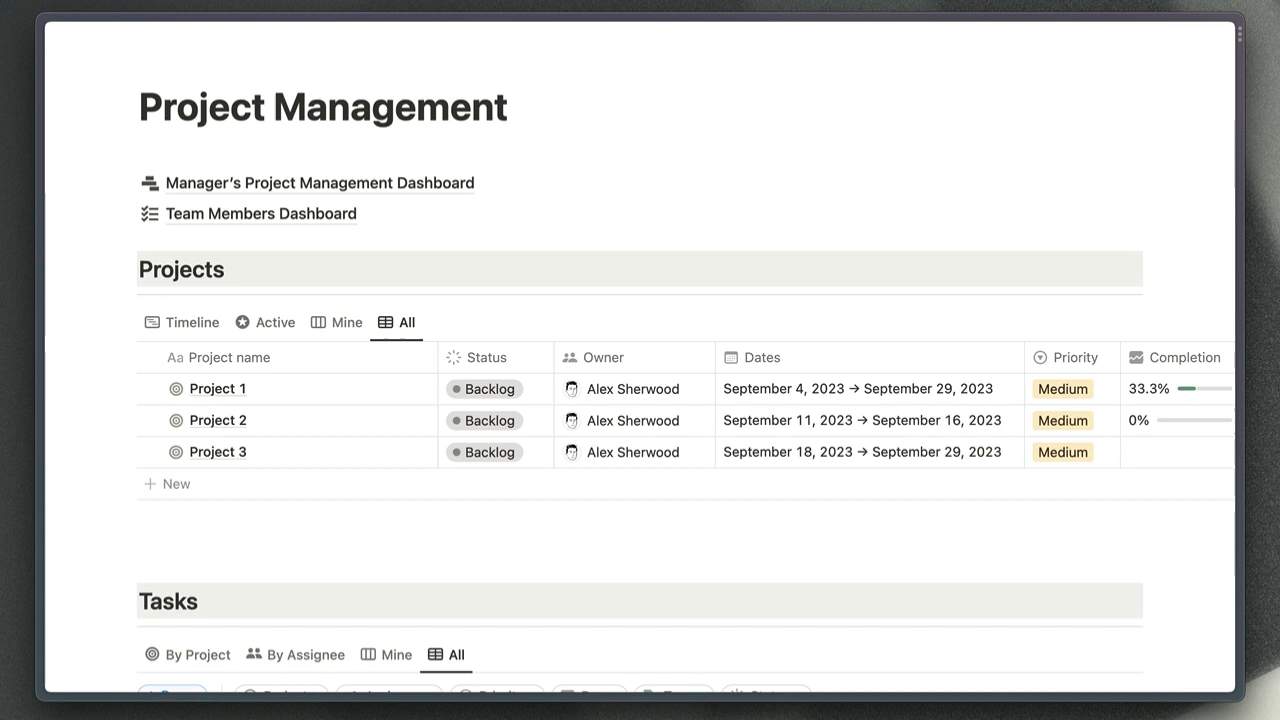 Project Management
Manager’s Project Management Dashboard
Team Members Dashboard
Projects
Timeline Active Mine All
Aa Project name Status Owner Dates Priority Completion
Project 1 Backlog Alex Sherwood September 4, 2023 → September 29, 2023 Medium 33.3%
Project 2 Backlog Alex Sherwood September 11, 2023 → September 16, 2023 Medium 0%
Project 3 Backlog Alex Sherwood September 18, 2023 → September 29, 2023 Medium
+ New
Tasks
By Project By Assignee Mine All